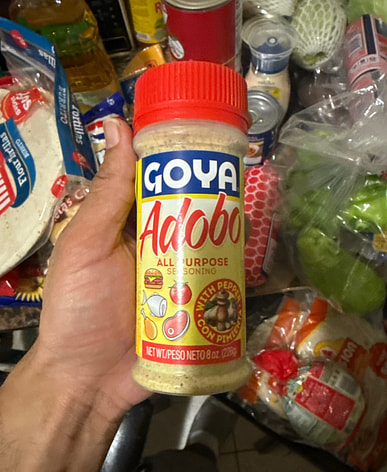 GOYA
Adobo
ALL PURPOSE
SEASONING
WITH PEPPER
CON PIMIENTA
NET WT/PESO NETO 8 oz. (226g)
Flour Tortillas